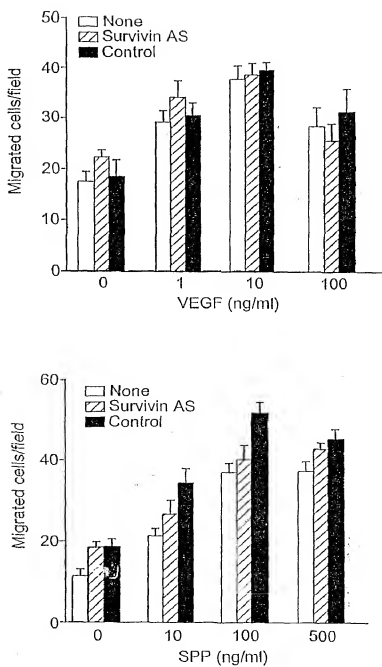 50
None
Survivin AS
Control
40
30
20
10
0
Migrated cells/field
0 1 10 100
VEGF (ng/ml)
60
None
Survivin AS
Control
40
20
0
Migrated cells/field
0 10 100 500
SPP (ng/ml)